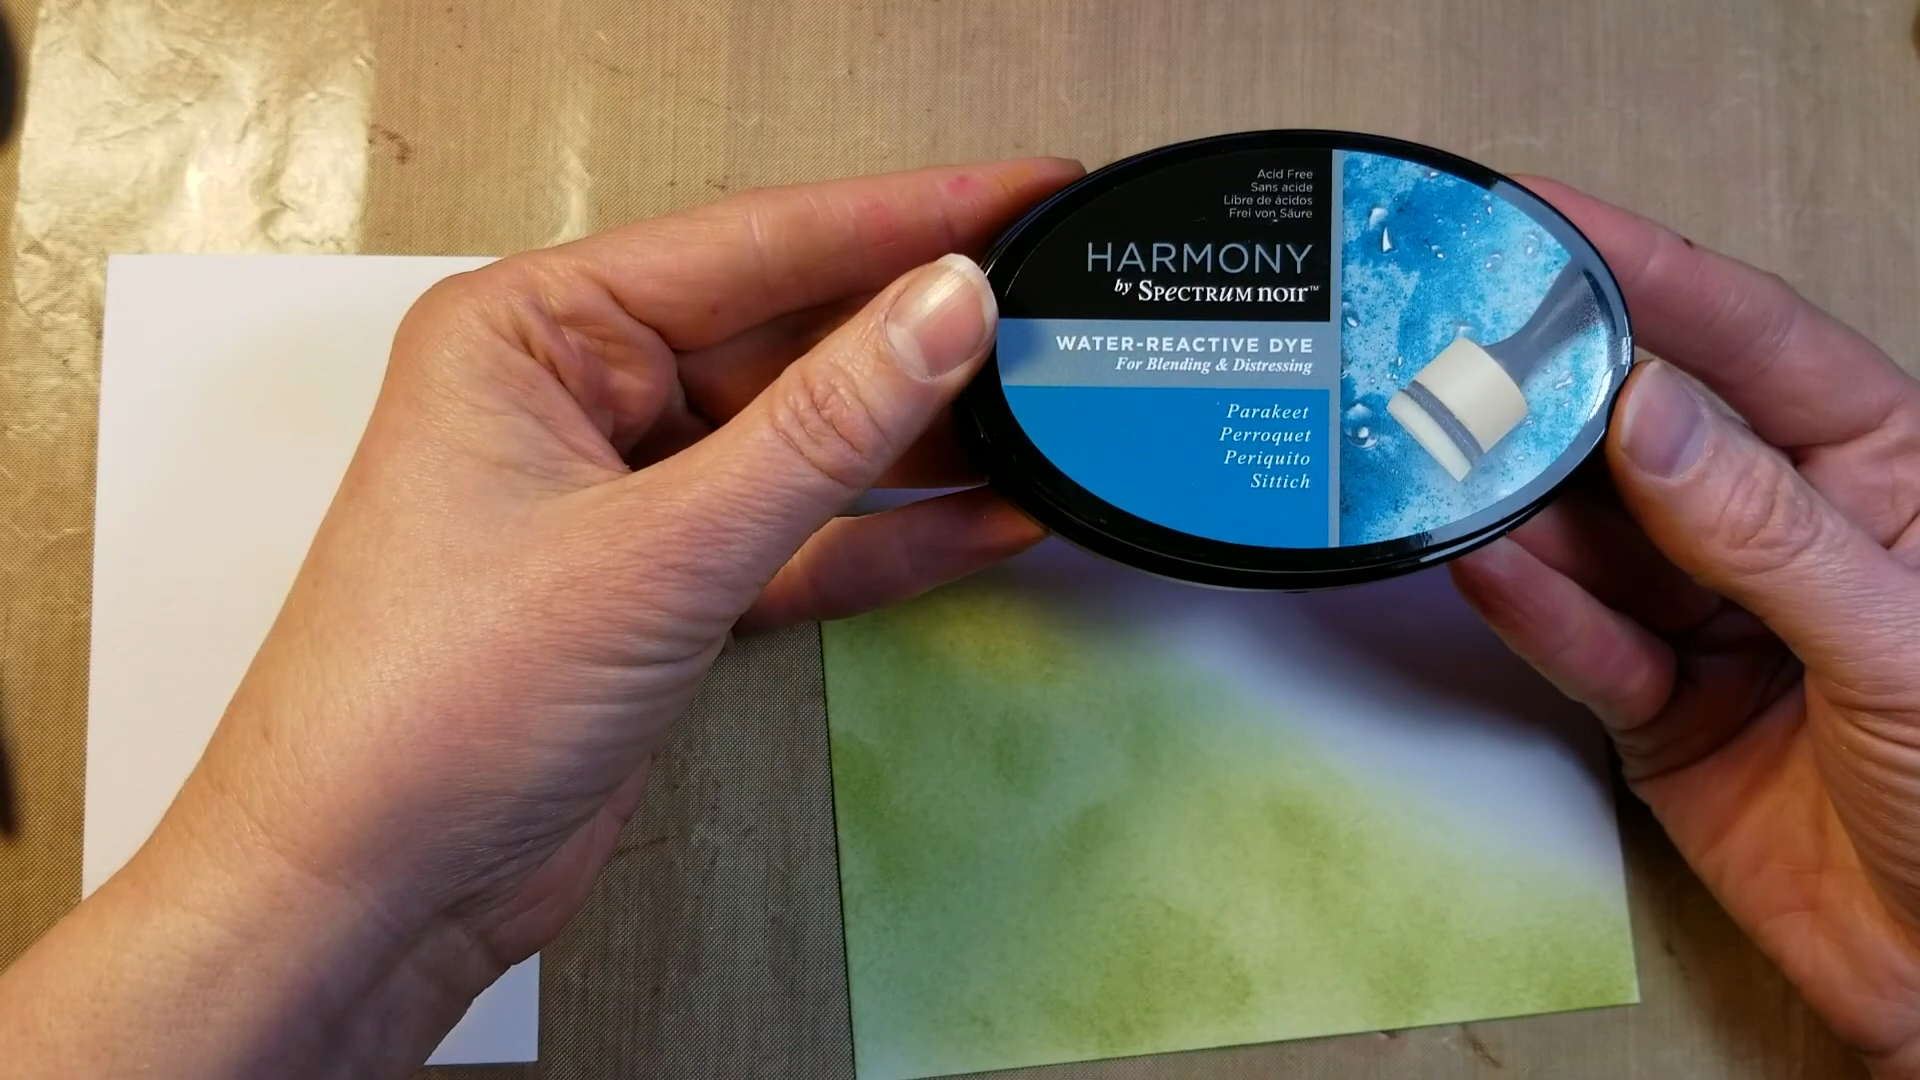 Acid Free
Sans acide
Libre de ácidos
Frei von Säure
HARMONY
by SPECTRUM NOIR™
WATER-REACTIVE DYE
For Blending & Distressing
Parakeet
Perroquet
Periquito
Sittich